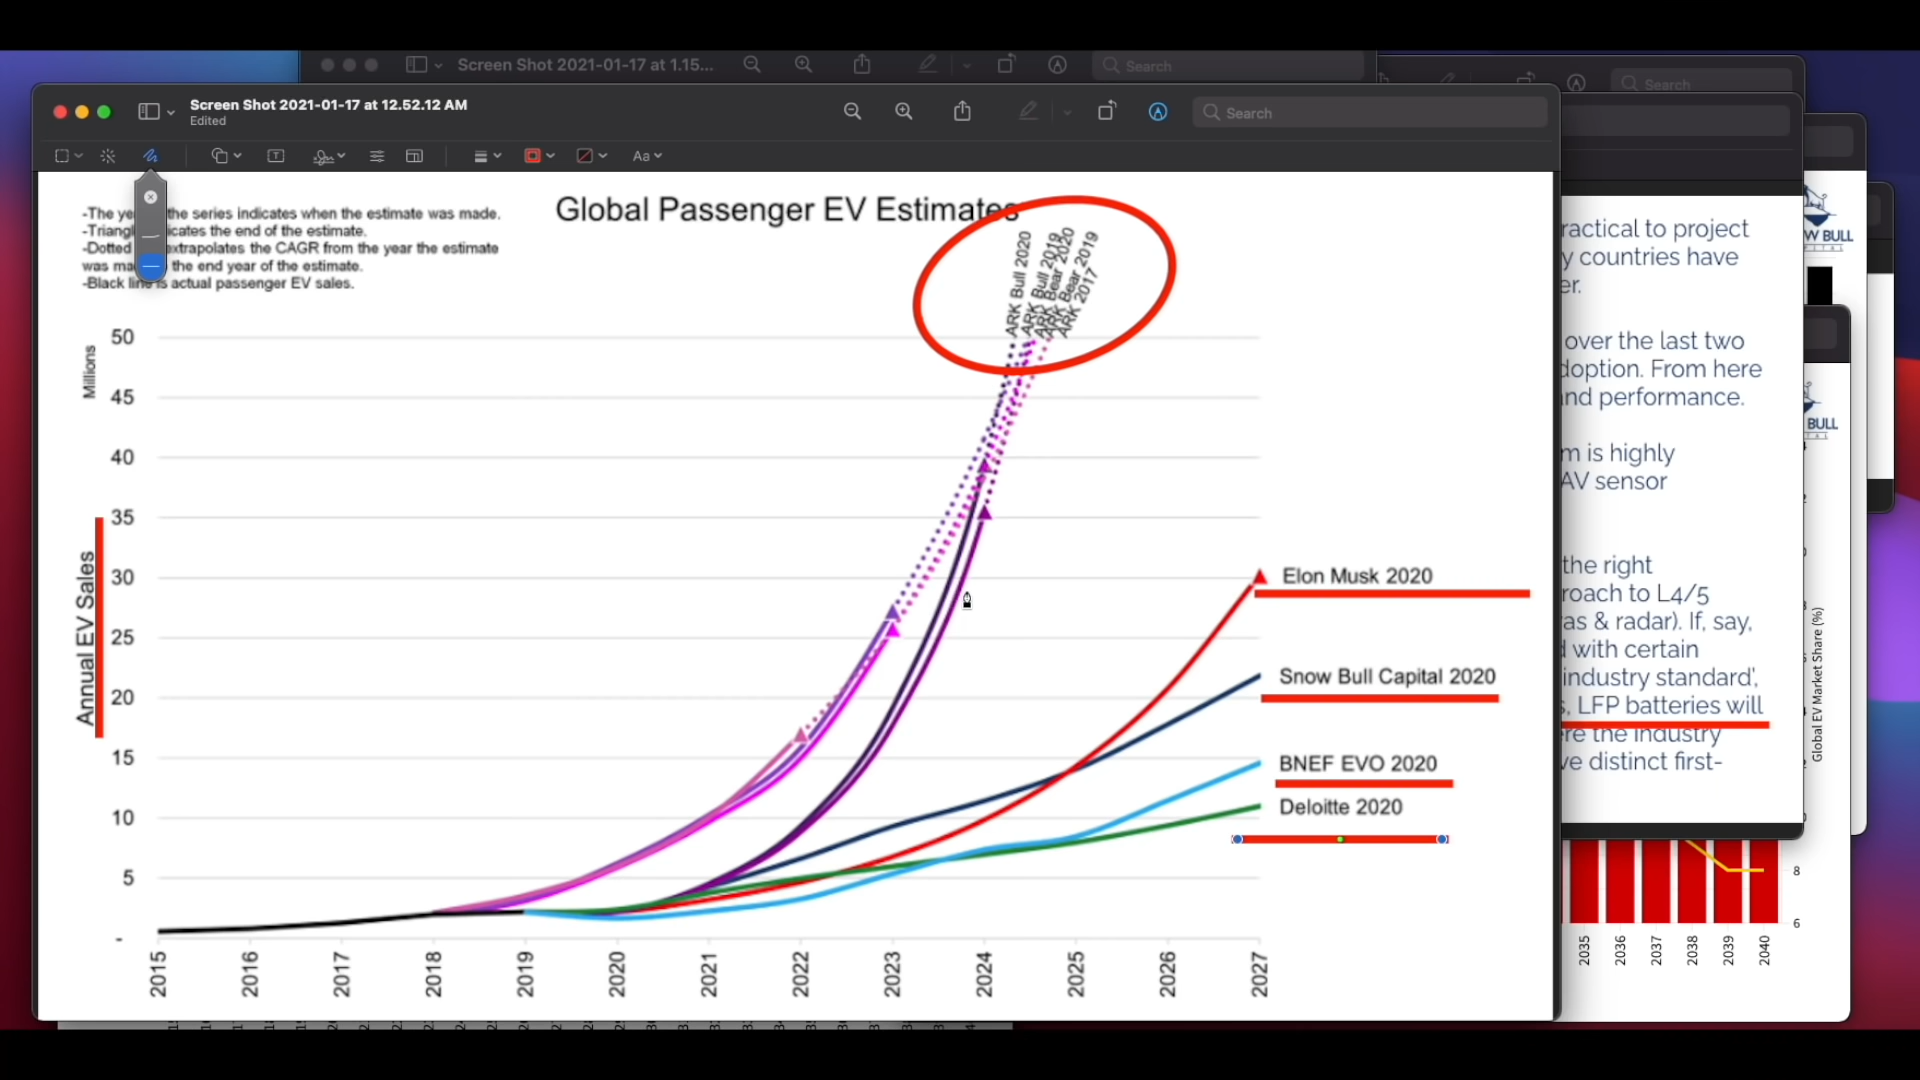 Screen Shot 2021-01-17 at 1.15...
Search
Search
Screen Shot 2021-01-17 at 12.52.12 AM
Edited
Search
Aa
Global Passenger EV Estimates
-The the series indicates when the estimate was made.
the end of the estimate.
-Dotted extrapolates the CAGR from the year the estimate
was the end year of the estimate.
-Black line is actual passenger EV sales.
ARK Bull 2020
ARK Bull 2019
ARK Bear 2020
ARK Bear 2019
ARK 2017
Millions
Annual EV Sales
50
45
40
35
30
25
20
15
10
5
-
Elon Musk 2020
Snow Bull Capital 2020
BNEF EVO 2020
Deloitte 2020
2015
2016
2017
2018
2019
2020
2021
2022
2023
2024
2025
2026
2027
ractical to project
y countries have
er.
over the last two
doption. From here
and performance.
m is highly
AV sensor
the right
roach to L4/5
ras & radar). If, say,
d with certain
industry standard',
s, LFP batteries will
ere the industry
ve distinct first-
W BULL
BULL
Global EV Market Share (%)
8
6
2035
2036
2037
2038
2039
2040